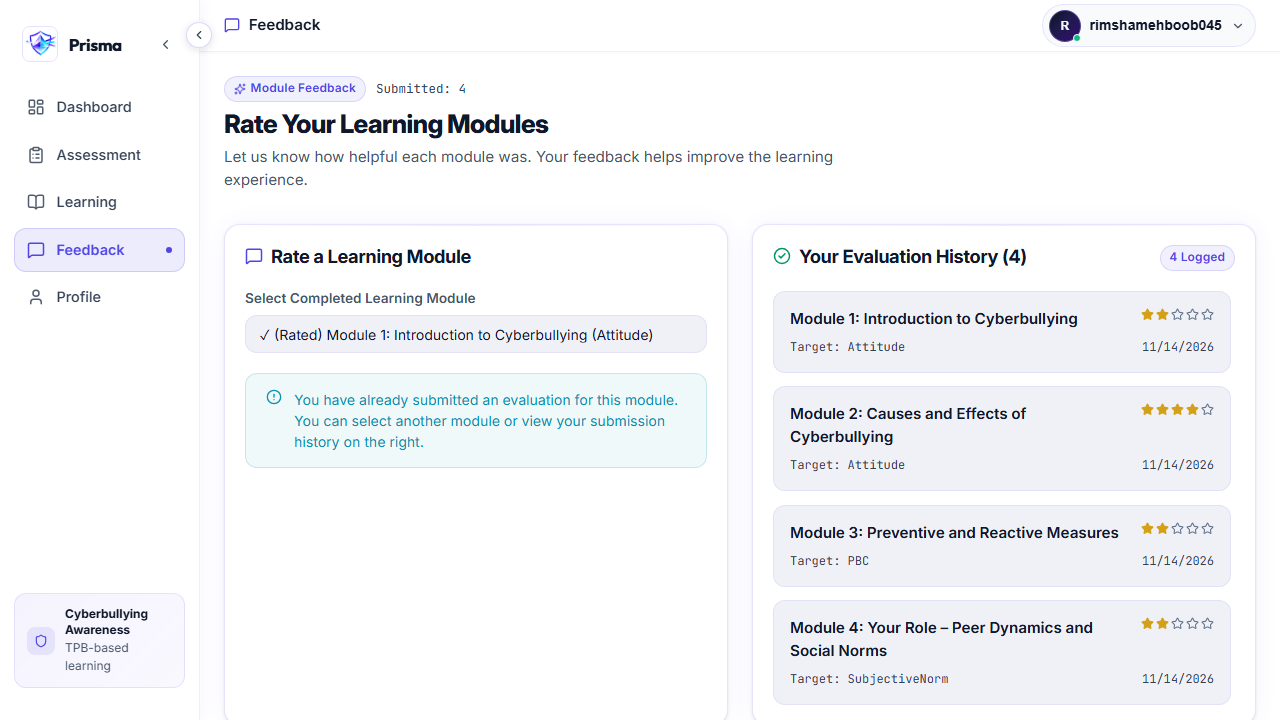 Prisma
Dashboard
Assessment
Learning
Feedback
Profile
Cyberbullying
Awareness
TPB-based
learning
Feedback
R
rimshamehboob045
Module Feedback
Submitted: 4
Rate Your Learning Modules
Let us know how helpful each module was. Your feedback helps improve the learning
experience.
Rate a Learning Module
Select Completed Learning Module
✓ (Rated) Module 1: Introduction to Cyberbullying (Attitude)
You have already submitted an evaluation for this module.
You can select another module or view your submission
history on the right.
Your Evaluation History (4)
4 Logged
Module 1: Introduction to Cyberbullying
Target: Attitude
11/14/2026
Module 2: Causes and Effects of
Cyberbullying
Target: Attitude
11/14/2026
Module 3: Preventive and Reactive Measures
Target: PBC
11/14/2026
Module 4: Your Role – Peer Dynamics and
Social Norms
Target: SubjectiveNorm
11/14/2026